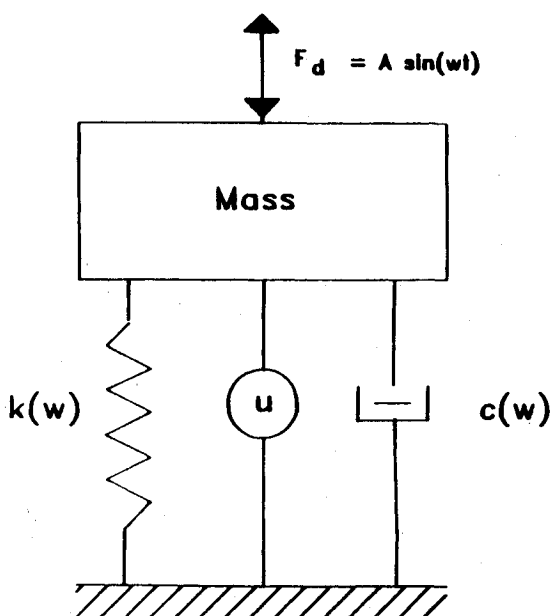 F_d = A sin(wt)
Mass
k(w)
u
c(w)